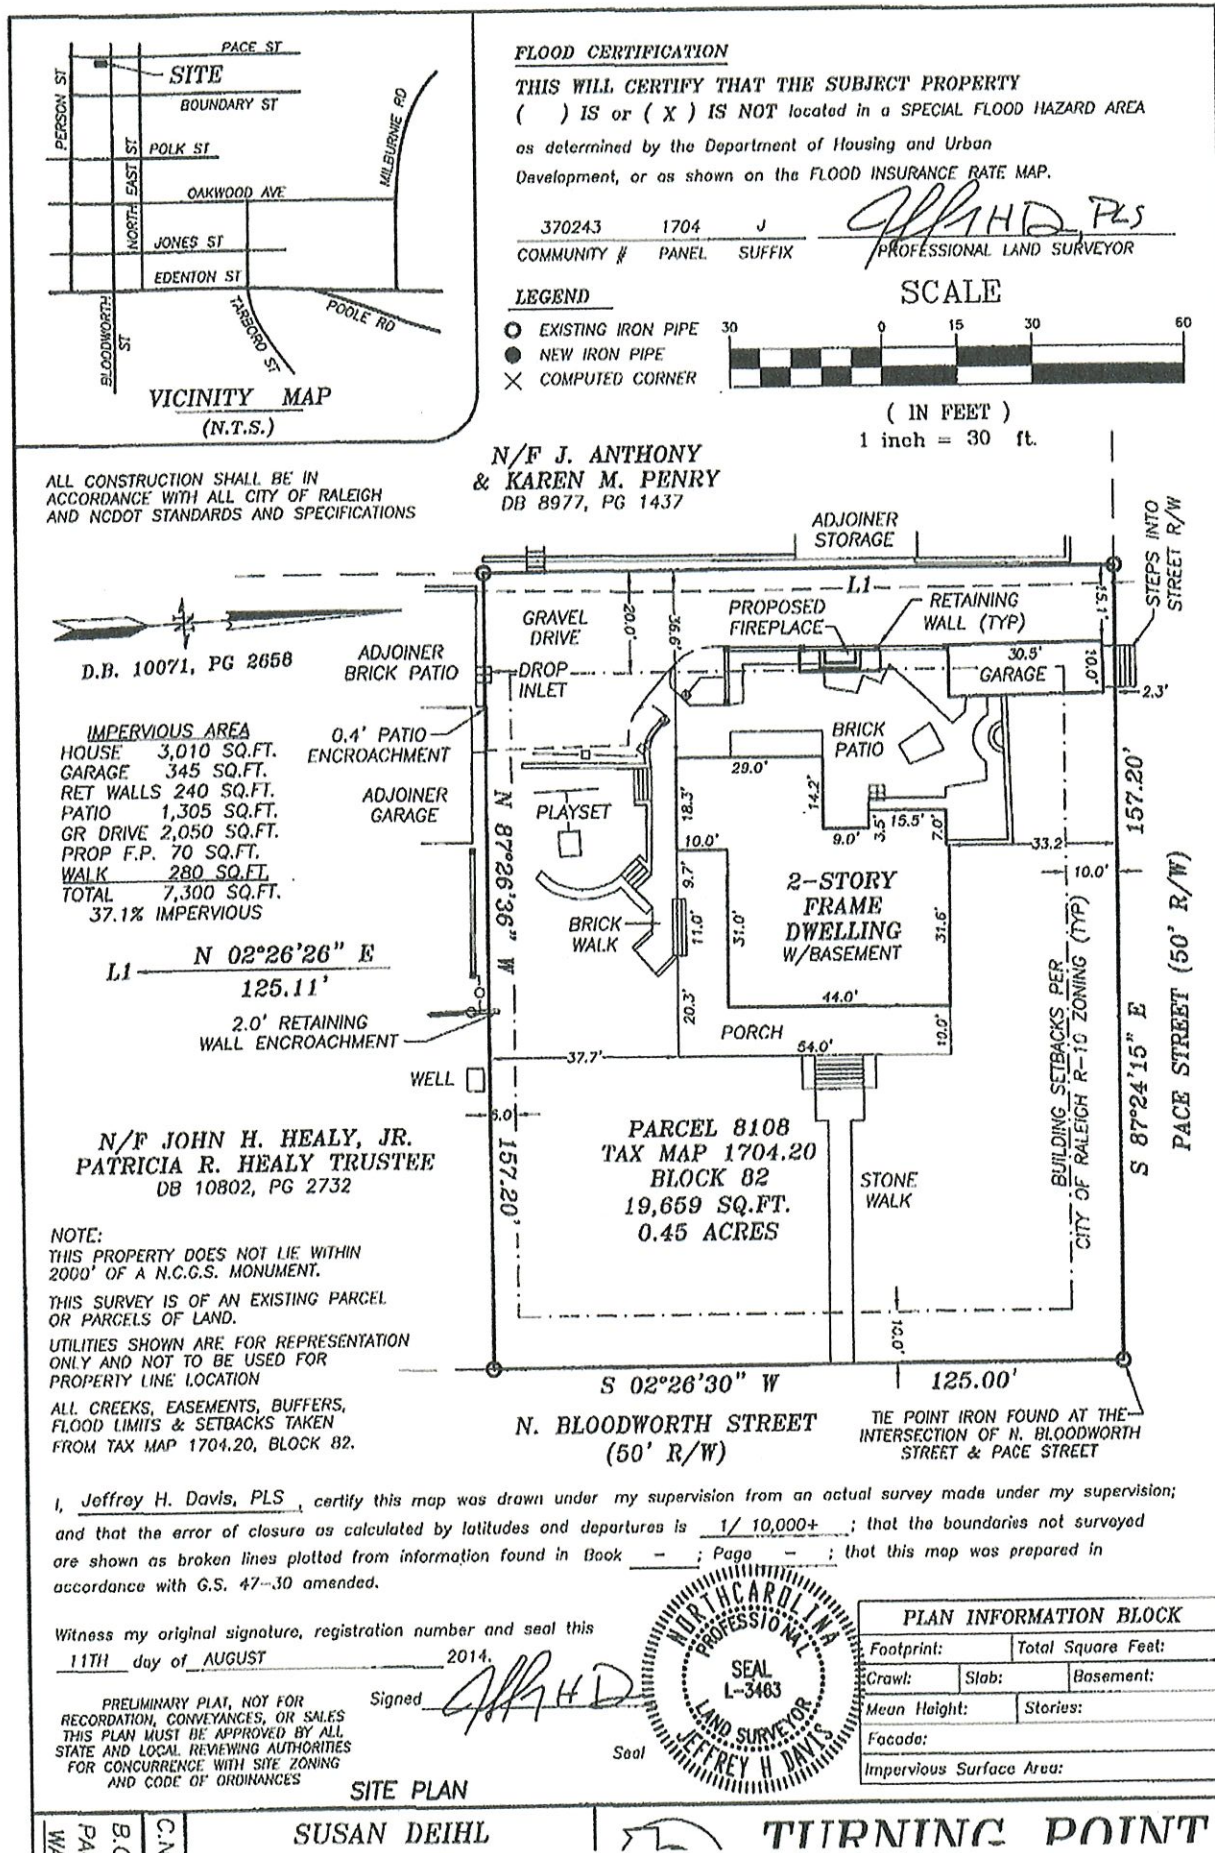 PACE ST
SITE
BOUNDARY ST
PERSON ST
POLK ST
NORTH EAST ST
MILBURNIE RD
OAKWOOD AVE
JONES ST
EDENTON ST
BLOODWORTH ST
TARBORO ST
POOLE RD
VICINITY MAP
(N.T.S.)
FLOOD CERTIFICATION
THIS WILL CERTIFY THAT THE SUBJECT PROPERTY
( ) IS or ( X ) IS NOT located in a SPECIAL FLOOD HAZARD AREA
as determined by the Department of Housing and Urban
Development, or as shown on the FLOOD INSURANCE RATE MAP.
370243 1704 J
PLS
COMMUNITY # PANEL SUFFIX PROFESSIONAL LAND SURVEYOR
LEGEND
EXISTING IRON PIPE
NEW IRON PIPE
COMPUTED CORNER
SCALE
30 0 15 30 60
( IN FEET )
1 inch = 30 ft.
ALL CONSTRUCTION SHALL BE IN
ACCORDANCE WITH ALL CITY OF RALEIGH
AND NCDOT STANDARDS AND SPECIFICATIONS
N/F J. ANTHONY
& KAREN M. PENRY
DB 8977, PG 1437
ADJOINER
STORAGE
STEPS INTO
STREET R/W
L1
GRAVEL
DRIVE
20.0'
36.6'
PROPOSED
FIREPLACE
RETAINING
WALL (TYP)
15.1'
D.B. 10071, PG 2658
ADJOINER
BRICK PATIO
DROP
INLET
30.5'
GARAGE
10.0'
2.3'
IMPERVIOUS AREA
HOUSE 3,010 SQ.FT.
GARAGE 345 SQ.FT.
RET WALLS 240 SQ.FT.
PATIO 1,305 SQ.FT.
GR DRIVE 2,050 SQ.FT.
PROP F.P. 70 SQ.FT.
WALK 280 SQ.FT.
TOTAL 7,300 SQ.FT.
37.1% IMPERVIOUS
0.4' PATIO
ENCROACHMENT
ADJOINER
GARAGE
N 87°26'36" W
157.20'
PLAYSET
BRICK
PATIO
29.0'
18.3'
14.2'
9.0'
3.5'
15.5'
7.0'
10.0'
33.2
10.0'
157.20'
S 87°24'15" E
PACE STREET (50' R/W)
9.7'
11.0'
31.0'
2-STORY
FRAME
DWELLING
W/BASEMENT
31.6'
BRICK
WALK
44.0'
20.3'
PORCH
10.0'
54.0'
37.7'
BUILDING SETBACKS PER
CITY OF RALEIGH R-10 ZONING (TYP)
L1 N 02°26'26" E
125.11'
2.0' RETAINING
WALL ENCROACHMENT
WELL
5.0'
N/F JOHN H. HEALY, JR.
PATRICIA R. HEALY TRUSTEE
DB 10802, PG 2732
PARCEL 8108
TAX MAP 1704.20
BLOCK 82
19,659 SQ.FT.
0.45 ACRES
STONE
WALK
10.0'
NOTE:
THIS PROPERTY DOES NOT LIE WITHIN
2000' OF A N.C.G.S. MONUMENT.
THIS SURVEY IS OF AN EXISTING PARCEL
OR PARCELS OF LAND.
UTILITIES SHOWN ARE FOR REPRESENTATION
ONLY AND NOT TO BE USED FOR
PROPERTY LINE LOCATION
ALL CREEKS, EASEMENTS, BUFFERS,
FLOOD LIMITS & SETBACKS TAKEN
FROM TAX MAP 1704.20, BLOCK 82.
S 02°26'30" W 125.00'
N. BLOODWORTH STREET
(50' R/W)
TIE POINT IRON FOUND AT THE
INTERSECTION OF N. BLOODWORTH
STREET & PACE STREET
I, Jeffrey H. Davis, PLS , certify this map was drawn under my supervision from an actual survey made under my supervision;
and that the error of closure as calculated by latitudes and departures is 1/ 10,000+ ; that the boundaries not surveyed
are shown as broken lines plotted from information found in Book - ; Page - ; that this map was prepared in
accordance with G.S. 47-30 amended.
Witness my original signature, registration number and seal this
11TH day of AUGUST 2014.
PRELIMINARY PLAT, NOT FOR
RECORDATION, CONVEYANCES, OR SALES
THIS PLAN MUST BE APPROVED BY ALL
STATE AND LOCAL REVIEWING AUTHORITIES
FOR CONCURRENCE WITH SITE ZONING
AND CODE OF ORDINANCES
Signed
Seal
NORTH CAROLINA
PROFESSIONAL
SEAL
L-3463
LAND SURVEYOR
JEFFREY H DAVIS
PLAN INFORMATION BLOCK
Footprint: Total Square Feet:
Crawl: Slab: Basement:
Mean Height: Stories:
Facade:
Impervious Surface Area:
SITE PLAN
SUSAN DEIHL
TURNING POINT